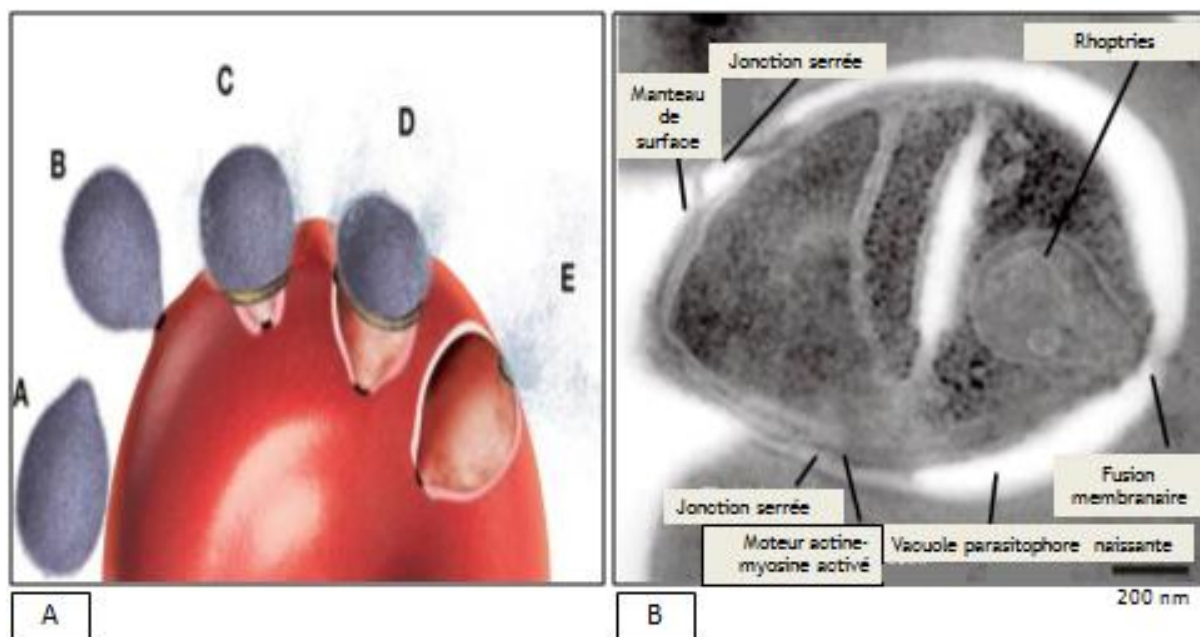 C
D
B
E
A
A
Rhoptries
Jonction serrée
Manteau
de
surface
Fusion
membranaire
Jonction serrée
Moteur actine-
myosine activé
Vacuole parasitophore naissante
200 nm
B